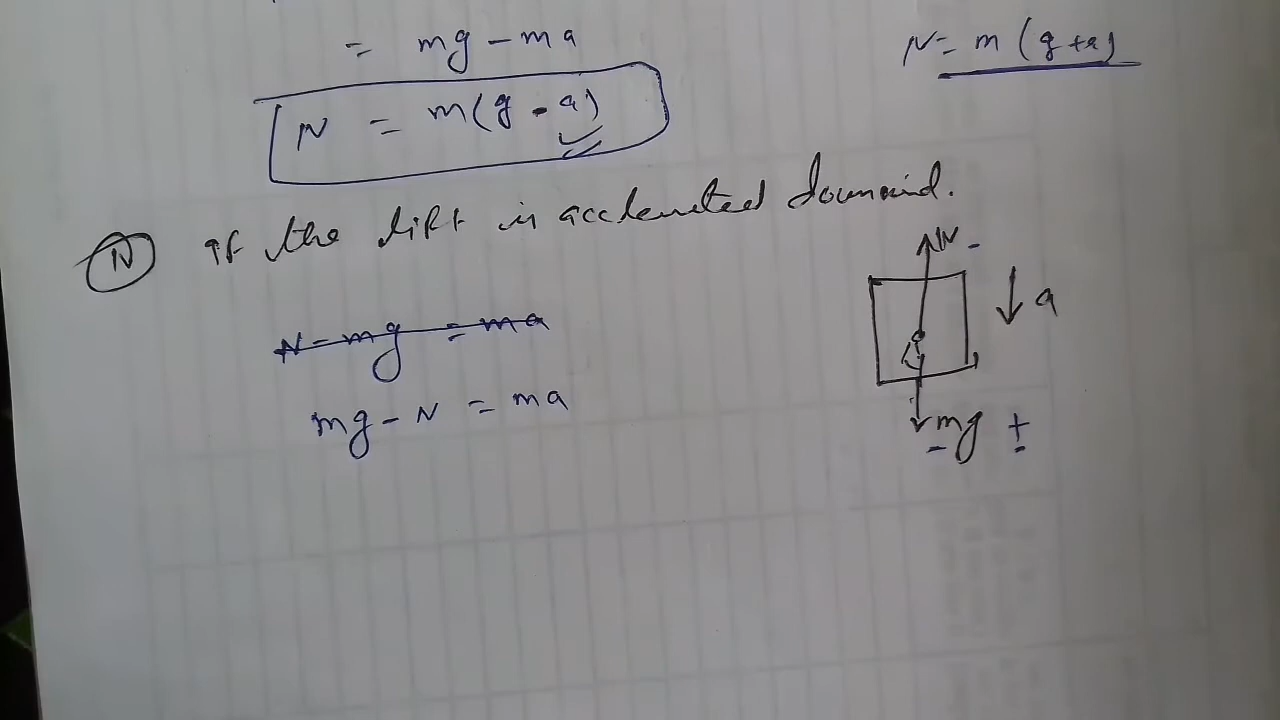 = mg - ma
N = m(g - a)
N = m (g + a)
IV if the lift is accelerated downward.
N - mg = ma
mg - N = ma
N -
a
mg +